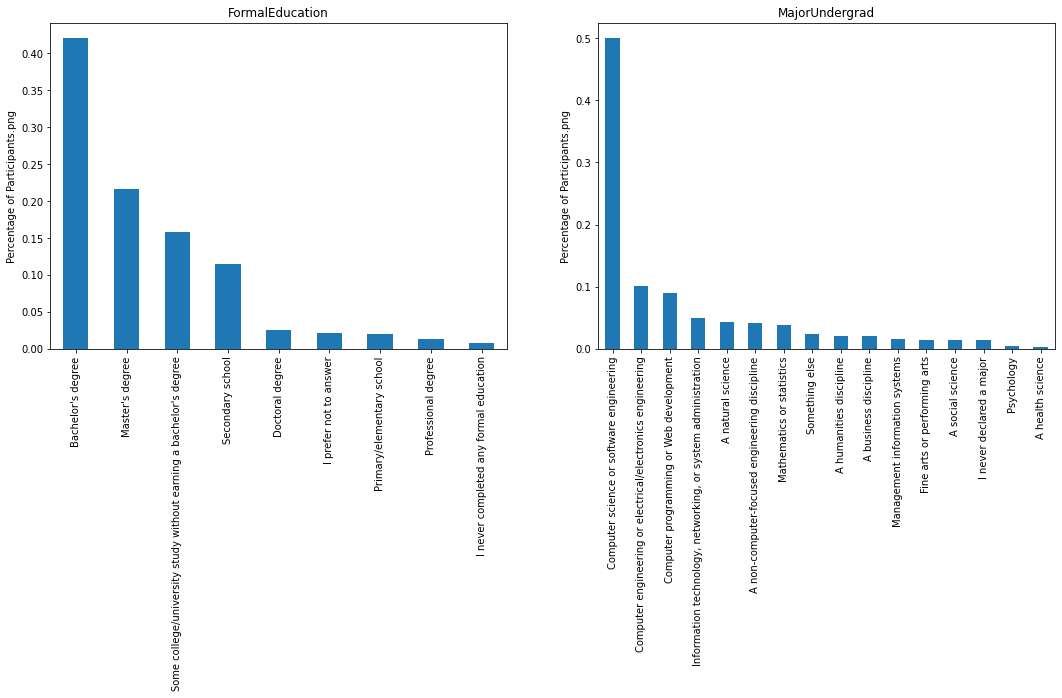 FormalEducation
Percentage of Participants.png
0.40
0.35
0.30
0.25
0.20
0.15
0.10
0.05
0.00
Bachelor's degree
Master's degree
Some college/university study without earning a bachelor's degree
Secondary school
Doctoral degree
I prefer not to answer
Primary/elementary school
Professional degree
I never completed any formal education
MajorUndergrad
Percentage of Participants.png
0.5
0.4
0.3
0.2
0.1
0.0
Computer science or software engineering
Computer engineering or electrical/electronics engineering
Computer programming or Web development
Information technology, networking, or system administration
A natural science
A non-computer-focused engineering discipline
Mathematics or statistics
Something else
A humanities discipline
A business discipline
Management information systems
Fine arts or performing arts
A social science
I never declared a major
Psychology
A health science